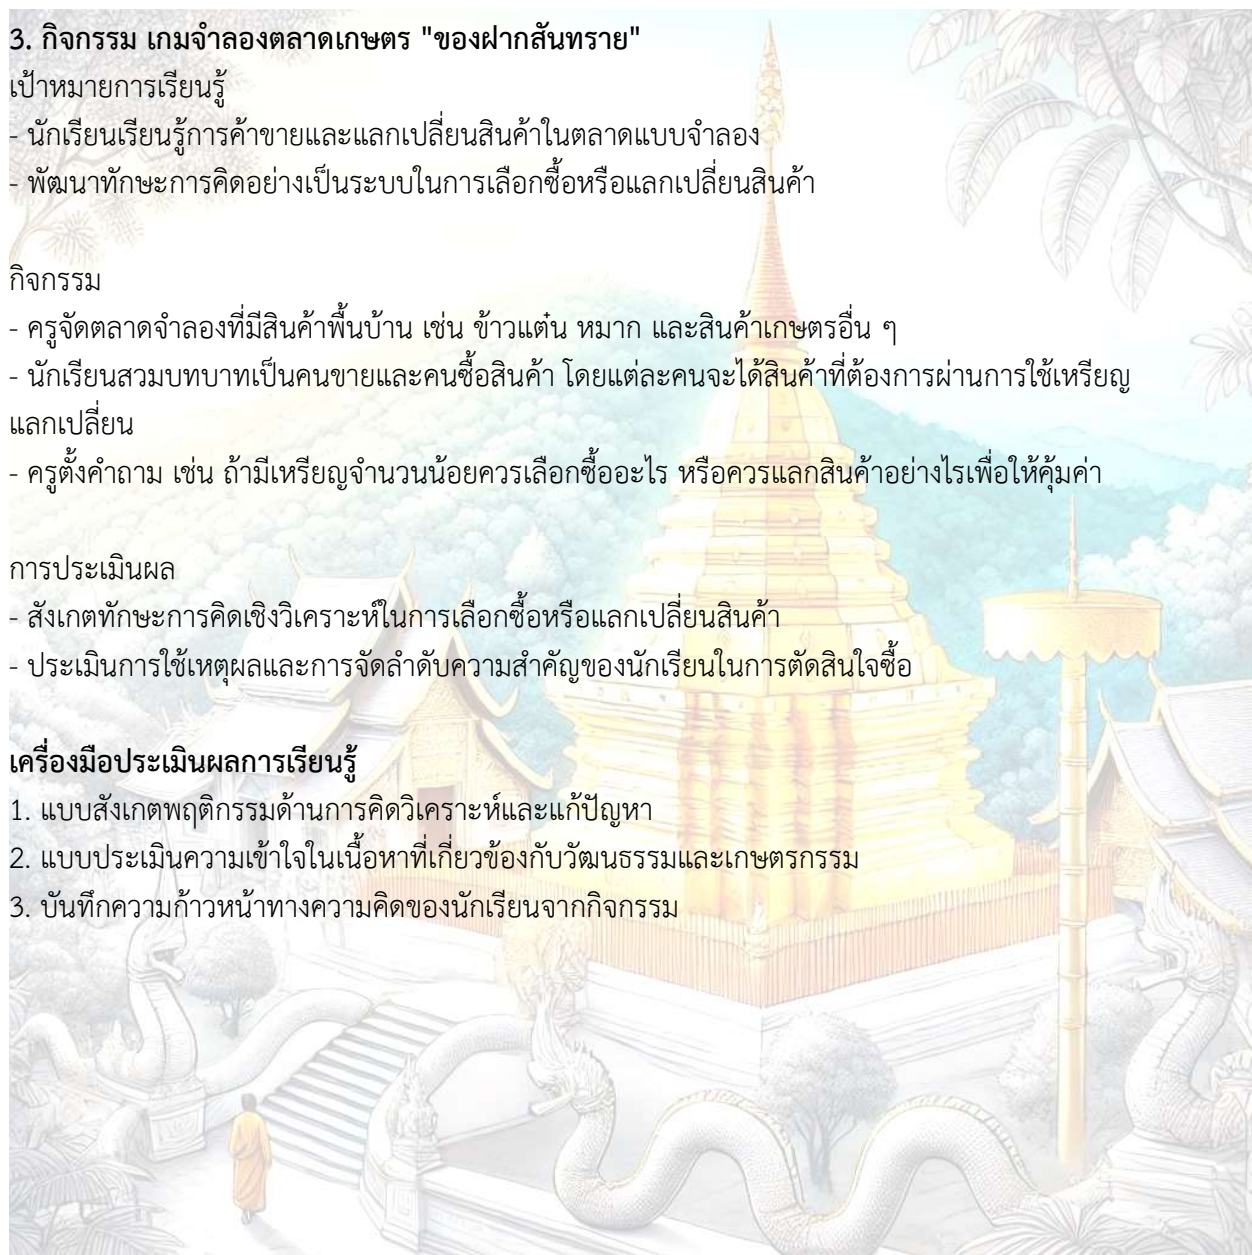 3. กิจกรรม เกมจำลองตลาดเกษตร "ของฝากสันทราย"
เป้าหมายการเรียนรู้
- นักเรียนเรียนรู้การค้าขายและแลกเปลี่ยนสินค้าในตลาดแบบจำลอง
- พัฒนาทักษะการคิดอย่างเป็นระบบในการเลือกซื้อหรือแลกเปลี่ยนสินค้า
กิจกรรม
- ครูจัดตลาดจำลองที่มีสินค้าพื้นบ้าน เช่น ข้าวแต๋น หมาก และสินค้าเกษตรอื่น ๆ
- นักเรียนสวมบทบาทเป็นคนขายและคนซื้อสินค้า โดยแต่ละคนจะได้สินค้าที่ต้องการผ่านการใช้เหรียญ
แลกเปลี่ยน
- ครูตั้งคำถาม เช่น ถ้ามีเหรียญจำนวนน้อยควรเลือกซื้ออะไร หรือควรแลกสินค้าอย่างไรเพื่อให้คุ้มค่า
การประเมินผล
- สังเกตทักษะการคิดเชิงวิเคราะห์ในการเลือกซื้อหรือแลกเปลี่ยนสินค้า
- ประเมินการใช้เหตุผลและการจัดลำดับความสำคัญของนักเรียนในการตัดสินใจซื้อ
เครื่องมือประเมินผลการเรียนรู้
1. แบบสังเกตพฤติกรรมด้านการคิดวิเคราะห์และแก้ปัญหา
2. แบบประเมินความเข้าใจในเนื้อหาที่เกี่ยวข้องกับวัฒนธรรมและเกษตรกรรม
3. บันทึกความก้าวหน้าทางความคิดของนักเรียนจากกิจกรรม